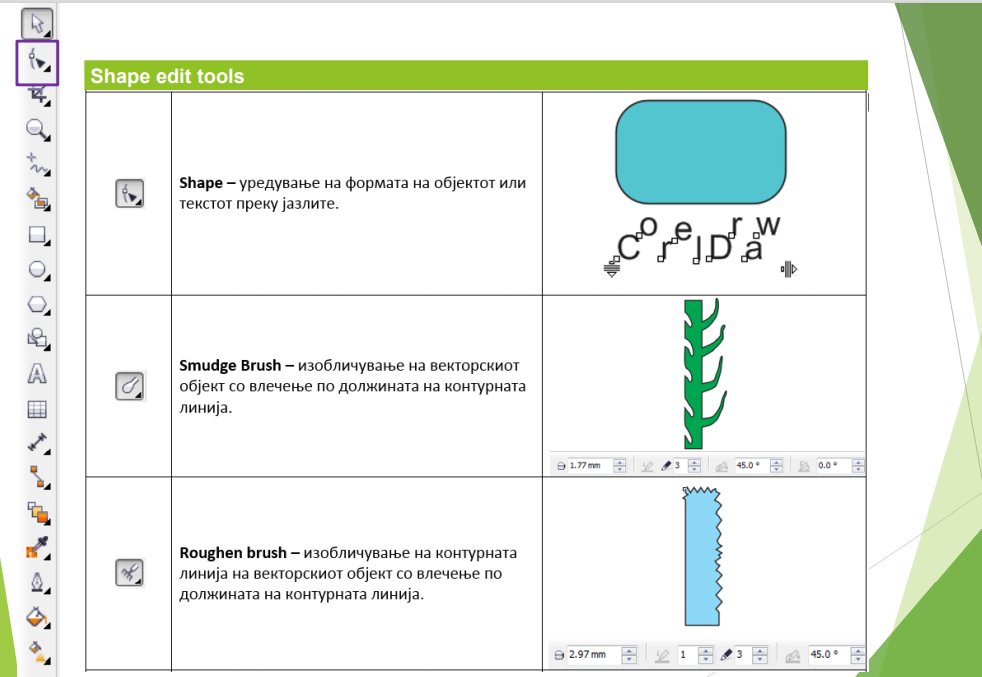 Shape edit tools
Shape – уредување на формата на објектот или
текстот преку јазлите.
CorelDraw
Smudge Brush – изобличување на векторскиот
објект со влечење по должината на контурната
линија.
1.77 mm 3 45.0 ° 0.0 °
Roughen brush – изобличување на контурната
линија на векторскиот објект со влечење по
должината на контурната линија.
2.97 mm 1 3 45.0 °